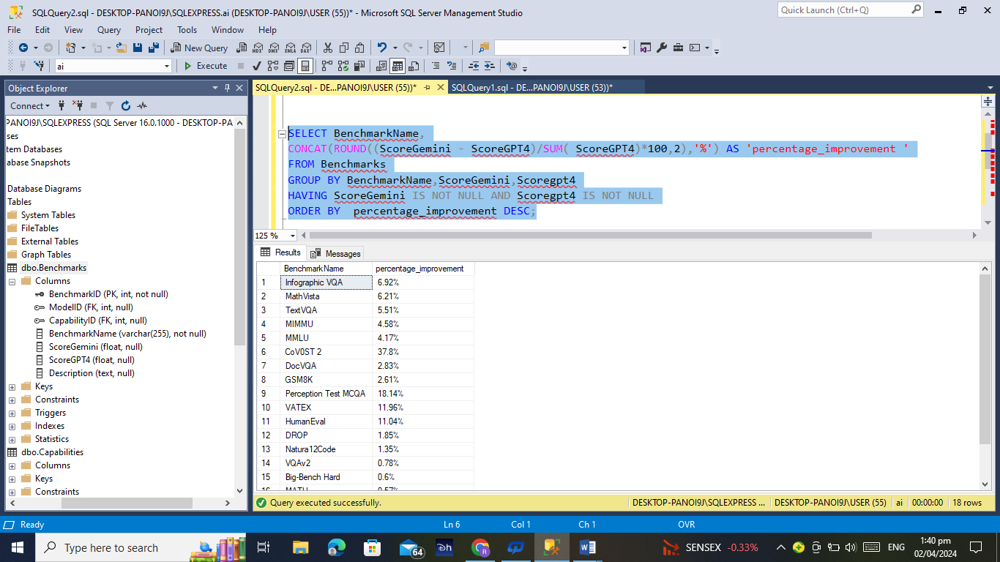 SQLQuery2.sql - DESKTOP-PANOI9J\SQLEXPRESS.ai (DESKTOP-PANOI9J\USER (55))* - Microsoft SQL Server Management Studio
Quick Launch (Ctrl+Q)
File Edit View Query Project Tools Window Help
New Query MDX DMX XMLA DAX
ai Execute
Object Explorer
SQLQuery2.sql - DE...PANOI9J\USER (55))* SQLQuery1.sql - DE...PANOI9J\USER (53))*
Connect
PANOI9J\SQLEXPRESS (SQL Server 16.0.1000 - DESKTOP-PA
ses
tem Databases
abase Snapshots
Database Diagrams
Tables
System Tables
FileTables
External Tables
Graph Tables
dbo.Benchmarks
Columns
BenchmarkID (PK, int, not null)
ModelID (FK, int, null)
CapabilityID (FK, int, null)
BenchmarkName (varchar(255), not null)
ScoreGemini (float, null)
ScoreGPT4 (float, null)
Description (text, null)
Keys
Constraints
Triggers
Indexes
Statistics
dbo.Capabilities
Columns
Keys
Constraints
SELECT BenchmarkName,
CONCAT(ROUND((ScoreGemini - ScoreGPT4)/SUM( ScoreGPT4)*100,2),'%') AS 'percentage_improvement '
FROM Benchmarks
GROUP BY BenchmarkName,ScoreGemini,Scoregpt4
HAVING ScoreGemini IS NOT NULL AND Scoregpt4 IS NOT NULL
ORDER BY  percentage_improvement DESC;
125 %
Results Messages
BenchmarkName percentage_improvement
1 Infographic VQA 6.92%
2 MathVista 6.21%
3 TextVQA 5.51%
4 MIMMU 4.58%
5 MMLU 4.17%
6 CoV0ST 2 37.8%
7 DocVQA 2.83%
8 GSM8K 2.61%
9 Perception Test MCQA 18.14%
10 VATEX 11.96%
11 HumanEval 11.04%
12 DROP 1.85%
13 Natura12Code 1.35%
14 VQAv2 0.78%
15 Big-Bench Hard 0.6%
16 MATH 0.57%
Query executed successfully. DESKTOP-PANOI9J\SQLEXPRESS ... DESKTOP-PANOI9J\USER (55) ai 00:00:00 18 rows
Ready Ln 6 Col 1 Ch 1 OVR
Type here to search 64 SENSEX -0.33% ENG 1:40 pm
02/04/2024